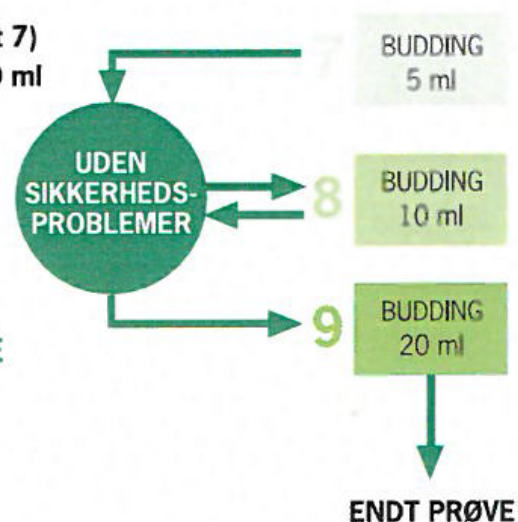 t 7)
0 ml
7
BUDDING
5 ml
UDEN
SIKKERHEDS-
PROBLEMER
8
BUDDING
10 ml
9
BUDDING
20 ml
E
ENDT PRØVE